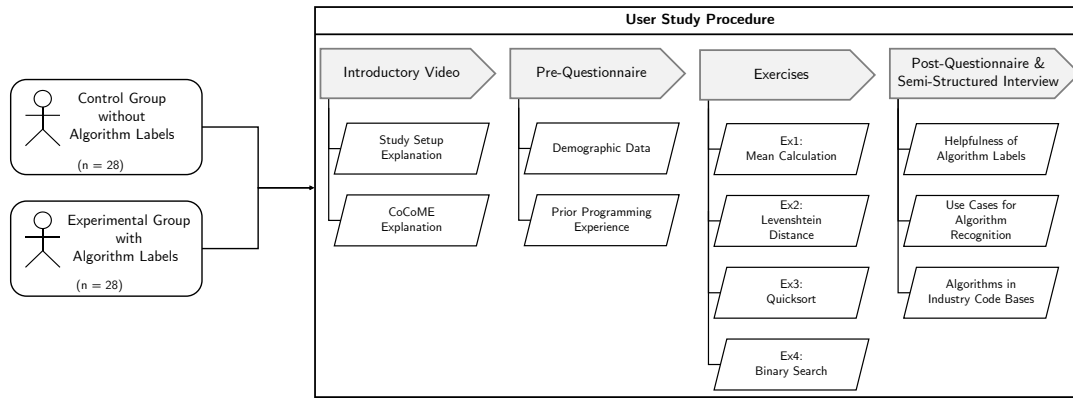 User Study Procedure
Control Group
without
Algorithm Labels
(n = 28)
Experimental Group
with
Algorithm Labels
(n = 28)
Introductory Video
Study Setup
Explanation
CoCoME
Explanation
Pre-Questionnaire
Demographic Data
Prior Programming
Experience
Exercises
Ex1:
Mean Calculation
Ex2:
Levenshtein
Distance
Ex3:
Quicksort
Ex4:
Binary Search
Post-Questionnaire &
Semi-Structured Interview
Helpfulness of
Algorithm Labels
Use Cases for
Algorithm
Recognition
Algorithms in
Industry Code Bases